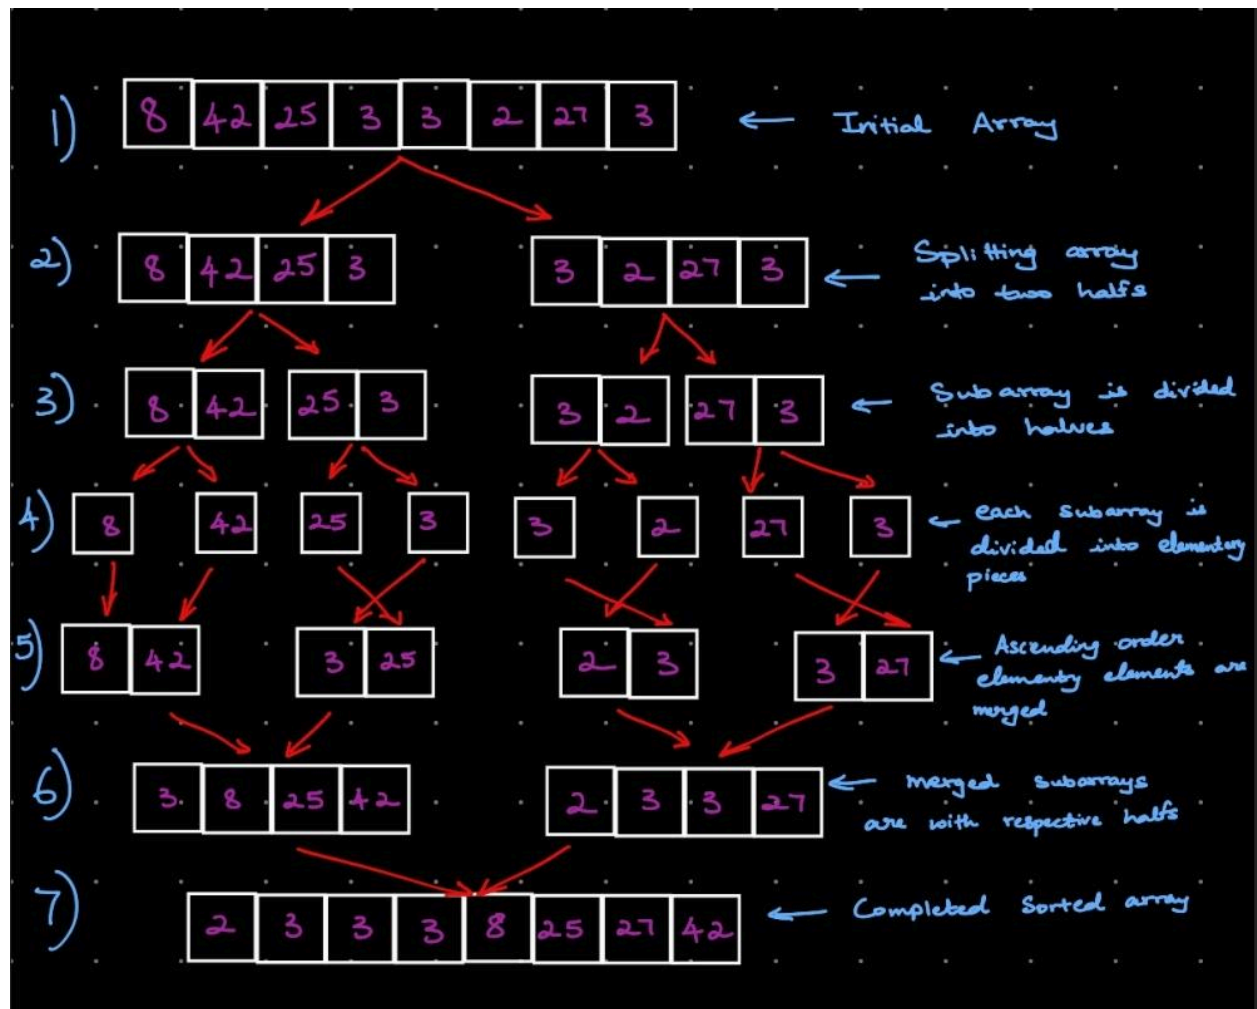 1) 8 42 25 3 3 2 27 3 ← Initial Array
2) 8 42 25 3 3 2 27 3 ← Splitting array
into two halfs
3) 8 42 25 3 3 2 27 3 ← Subarray is divided
into halves
4) 8 42 25 3 3 2 27 3 ← each subarray is
divided into elementary
pieces
5) 8 42 3 25 2 3 3 27 ← Ascending order
elementy elements are
merged
6) 3 8 25 42 2 3 3 27 ← merged subarrays
are with respective halfs
7) 2 3 3 3 8 25 27 42 ← Completed Sorted array